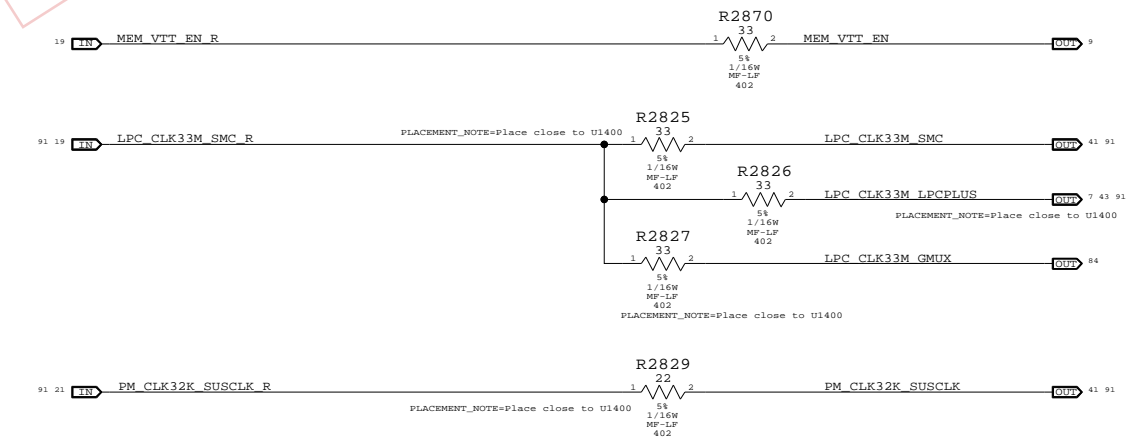 R2870
33
19 IN MEM_VTT_EN_R 1 2 MEM_VTT_EN OUT 9
5%
1/16W
MF-LF
402
R2825
33
91 19 IN LPC_CLK33M_SMC_R PLACEMENT_NOTE=Place close to U1400 1 2 LPC_CLK33M_SMC OUT 41 91
5%
1/16W
MF-LF
402
R2826
33
1 2 LPC_CLK33M_LPCPLUS OUT 7 43 91
PLACEMENT_NOTE=Place close to U1400
5%
1/16W
MF-LF
402
R2827
33
1 2 LPC_CLK33M_GMUX OUT 84
5%
1/16W
MF-LF
402
PLACEMENT_NOTE=Place close to U1400
R2829
22
91 21 IN PM_CLK32K_SUSCLK_R 1 2 PM_CLK32K_SUSCLK OUT 41 91
PLACEMENT_NOTE=Place close to U1400
5%
1/16W
MF-LF
402